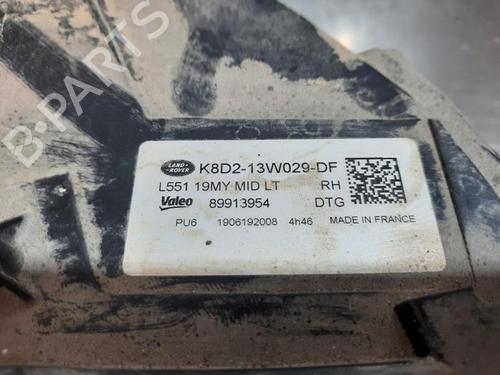 B-PARTS
LAND-ROVER K8D2-13W029-DF
L551 19MY MID LT RH
Valeo 89913954 DTG
PU6 1906192008 4h46 MADE IN FRANCE